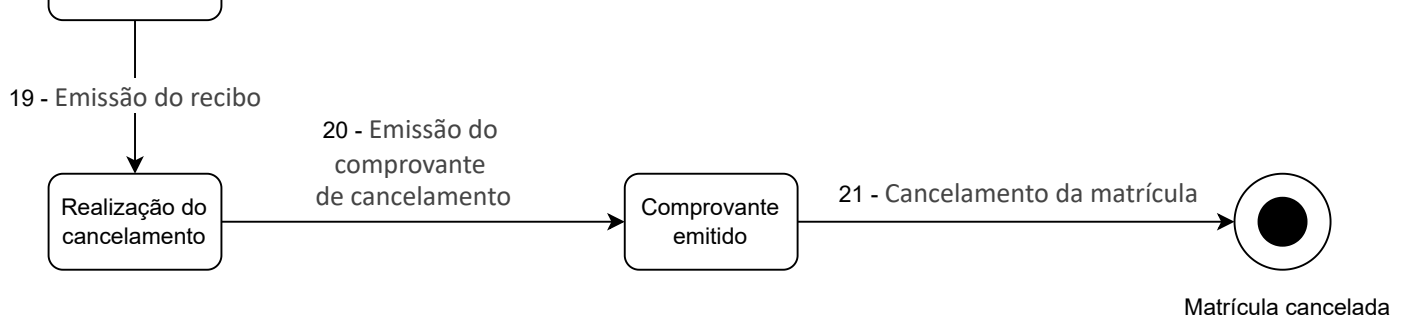 19 - Emissão do recibo
20 - Emissão do
comprovante
de cancelamento
Realização do
cancelamento
Comprovante
emitido
21 - Cancelamento da matrícula
Matrícula cancelada